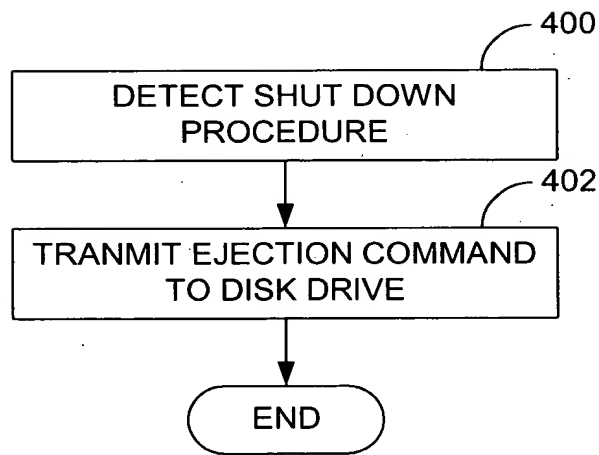 400
DETECT SHUT DOWN
PROCEDURE
402
TRANMIT EJECTION COMMAND
TO DISK DRIVE
END